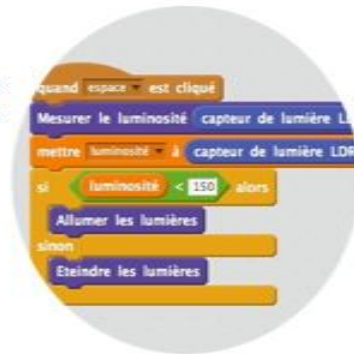 quand espace est cliqué
Mesurer le luminosité capteur de lumière
mettre luminosité à capteur de lumière LDR
si luminosité < 150 alors
Allumer les lumières
sinon
Eteindre les lumières